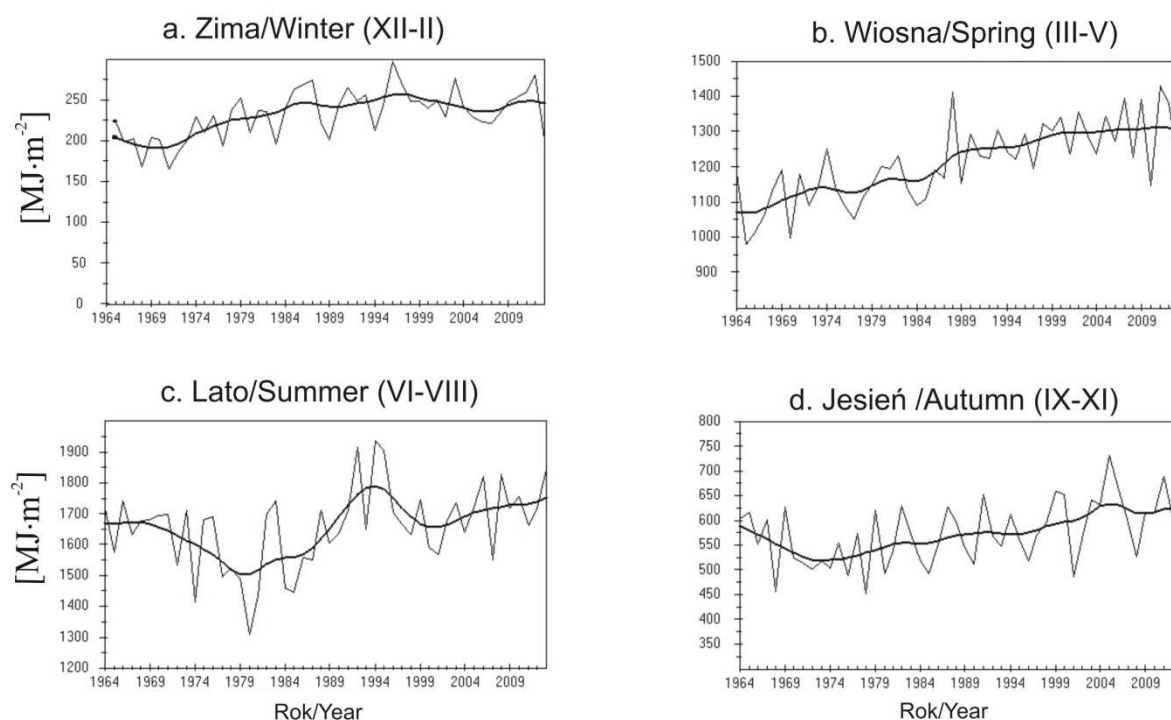 a. Zima/Winter (XII-II)
[MJ·m⁻²]
250
200
150
100
50
0
1964 1969 1974 1979 1984 1989 1994 1999 2004 2009
b. Wiosna/Spring (III-V)
1500
1400
1300
1200
1100
1000
900
1964 1969 1974 1979 1984 1989 1994 1999 2004 2009
c. Lato/Summer (VI-VIII)
[MJ·m⁻²]
1900
1800
1700
1600
1500
1400
1300
1200
1964 1969 1974 1979 1984 1989 1994 1999 2004 2009
Rok/Year
d. Jesień /Autumn (IX-XI)
800
750
700
650
600
550
500
450
400
350
1964 1969 1974 1979 1984 1989 1994 1999 2004 2009
Rok/Year